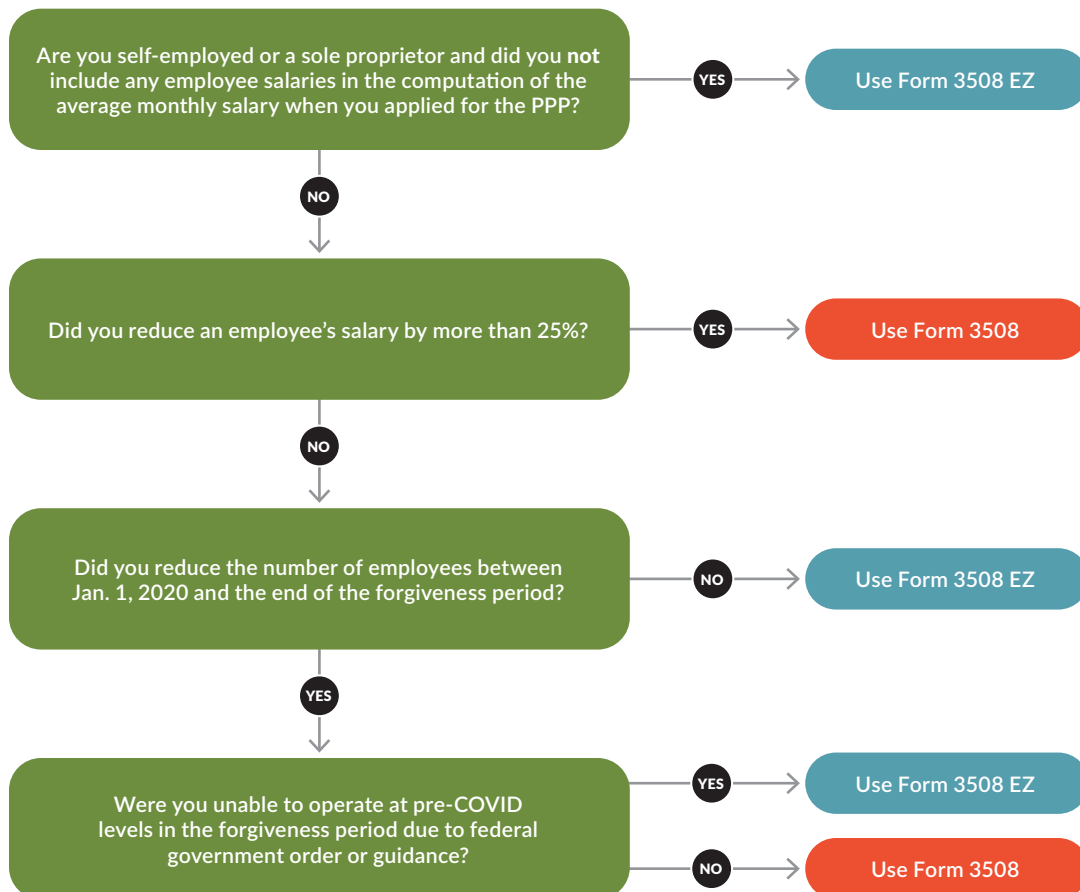 Are you self-employed or a sole proprietor and did you not
include any employee salaries in the computation of the
average monthly salary when you applied for the PPP?
YES
Use Form 3508 EZ
NO
Did you reduce an employee’s salary by more than 25%?
YES
Use Form 3508
NO
Did you reduce the number of employees between
Jan. 1, 2020 and the end of the forgiveness period?
NO
Use Form 3508 EZ
YES
Were you unable to operate at pre-COVID
levels in the forgiveness period due to federal
government order or guidance?
YES
Use Form 3508 EZ
NO
Use Form 3508